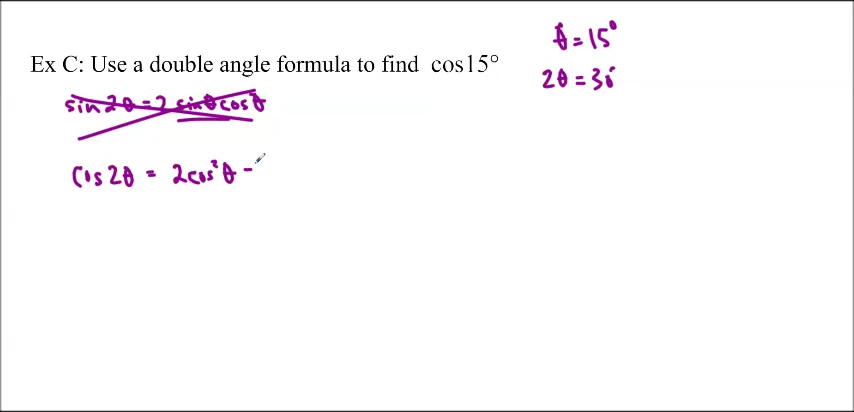 θ = 15°
Ex C: Use a double angle formula to find cos15°
2θ = 30°
sin 2θ = 2 sinθ cosθ
cos 2θ = 2cos²θ -